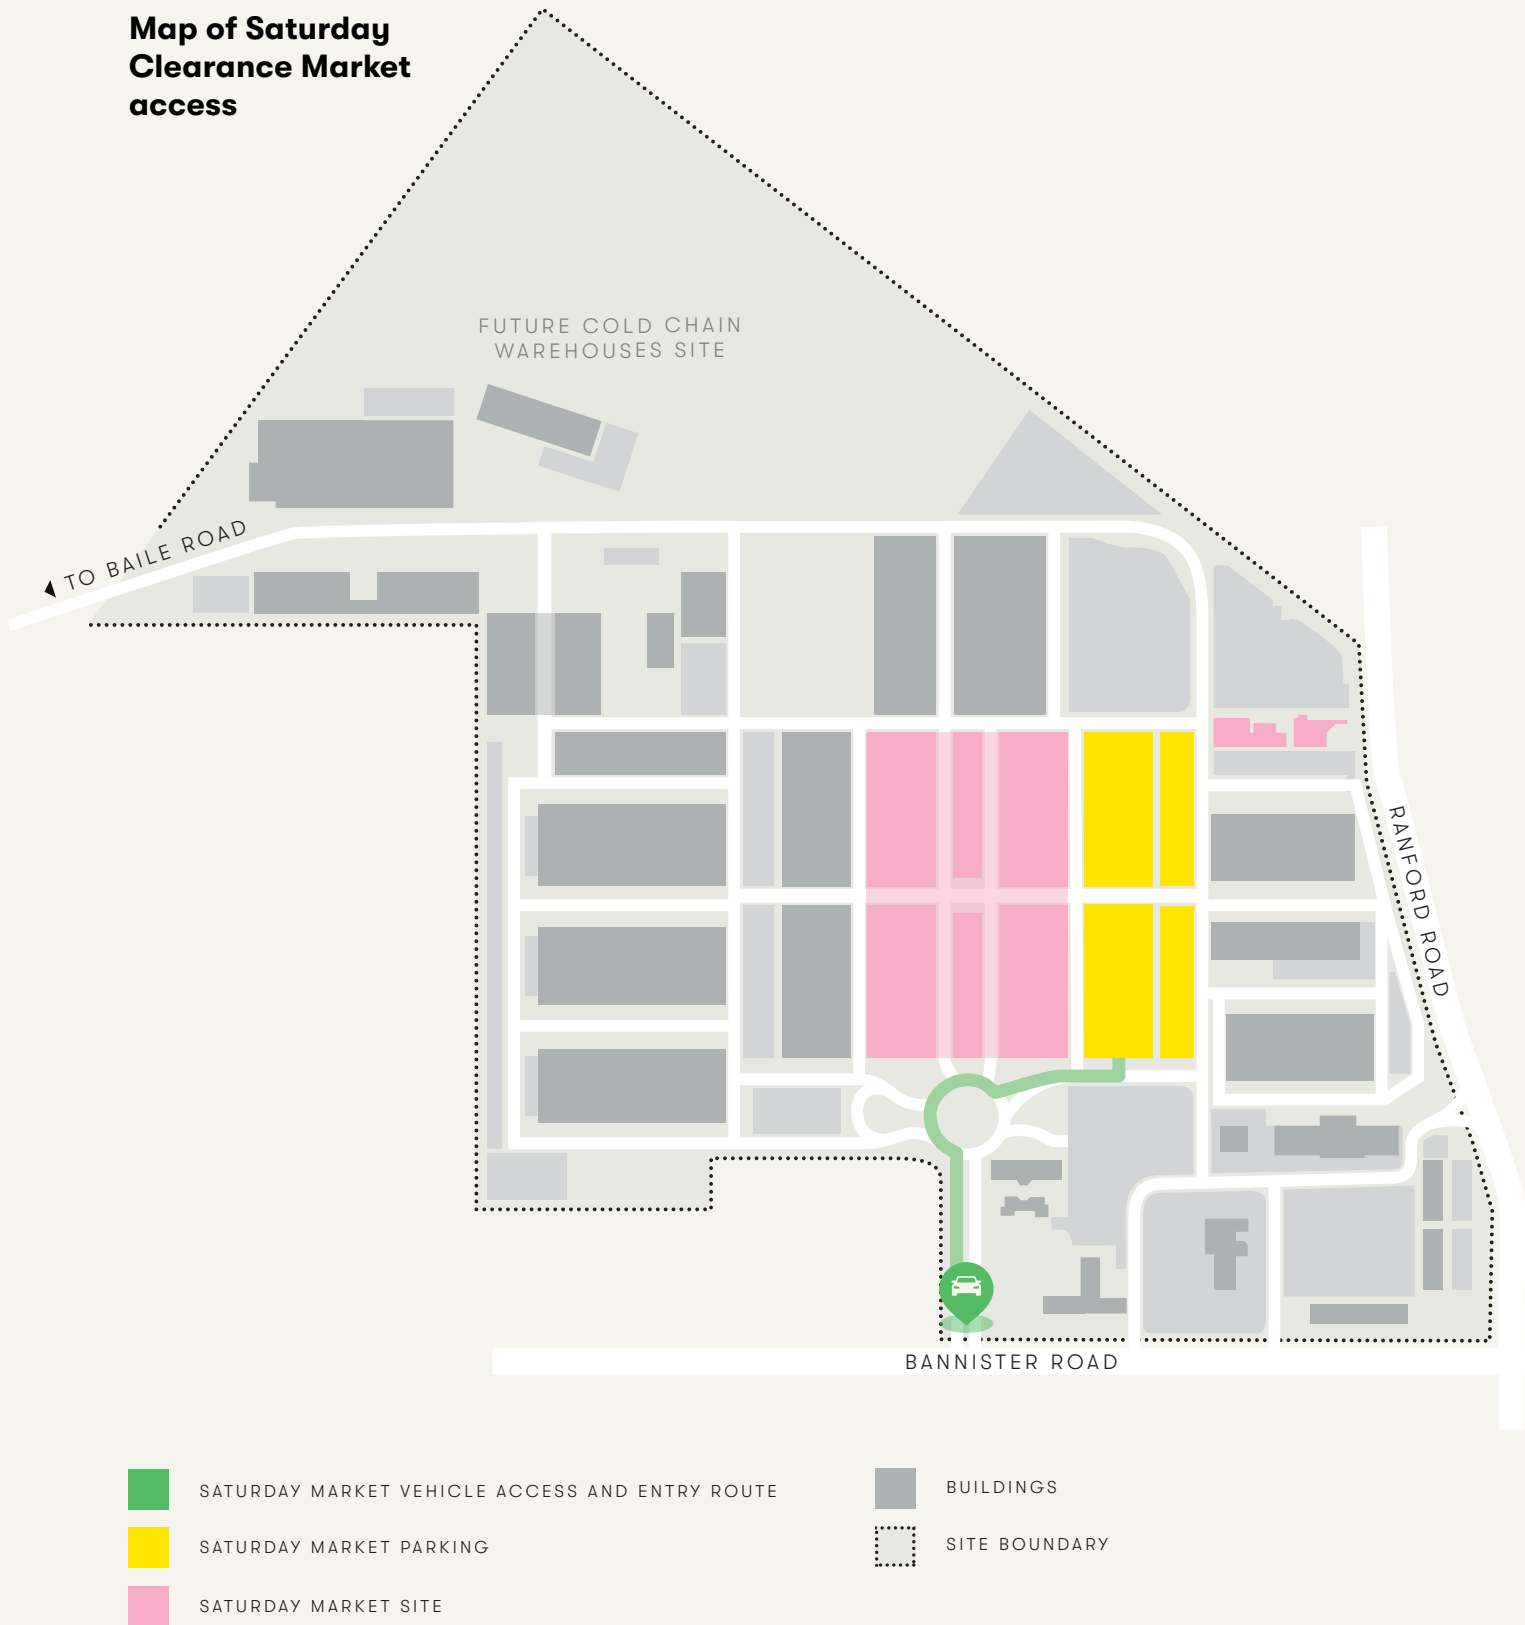 Map of Saturday
Clearance Market
access
FUTURE COLD CHAIN
WAREHOUSES SITE
TO BAILE ROAD
RANFORD ROAD
BANNISTER ROAD
SATURDAY MARKET VEHICLE ACCESS AND ENTRY ROUTE
SATURDAY MARKET PARKING
SATURDAY MARKET SITE
BUILDINGS
SITE BOUNDARY